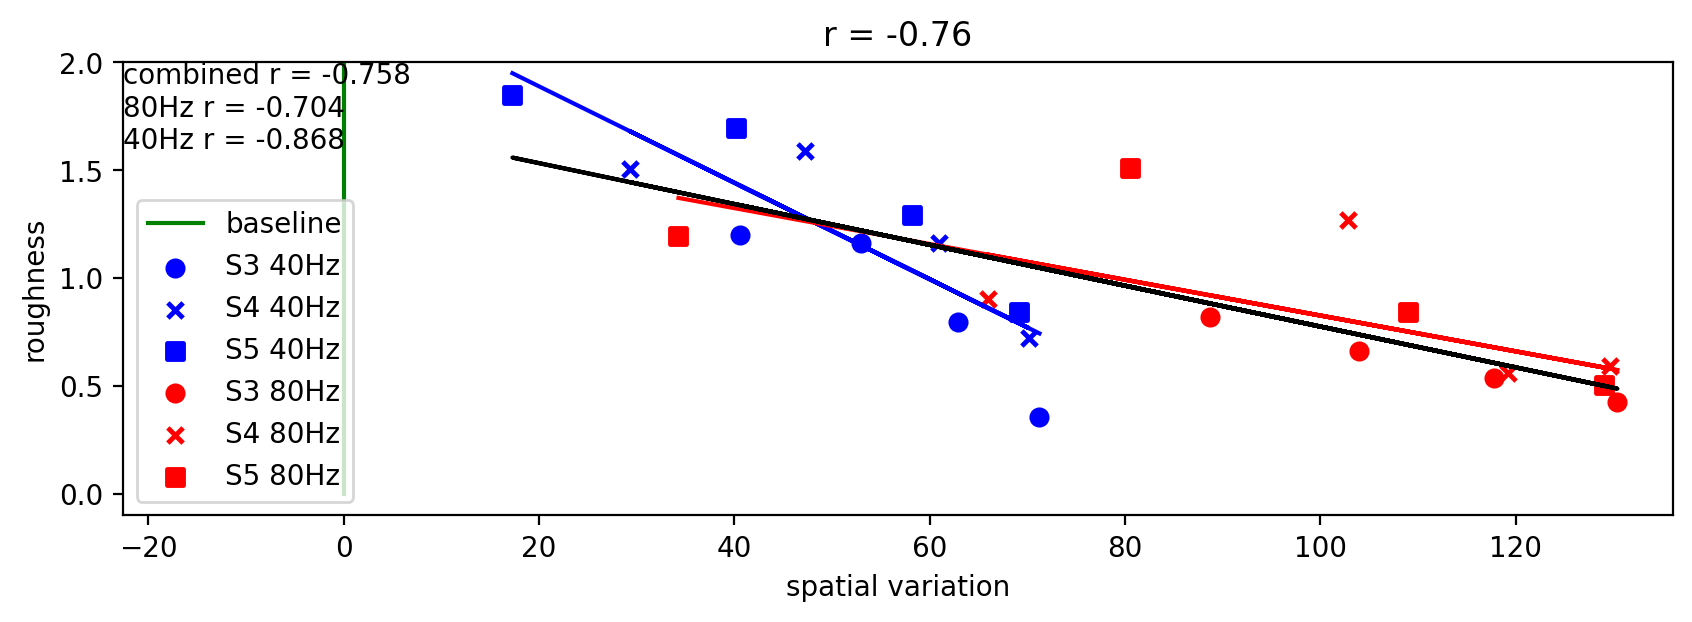 r = -0.76
combined r = -0.758
80Hz r = -0.704
40Hz r = -0.868
2.0
1.5
1.0
0.5
0.0
roughness
baseline
S3 40Hz
S4 40Hz
S5 40Hz
S3 80Hz
S4 80Hz
S5 80Hz
−20 0 20 40 60 80 100 120
spatial variation